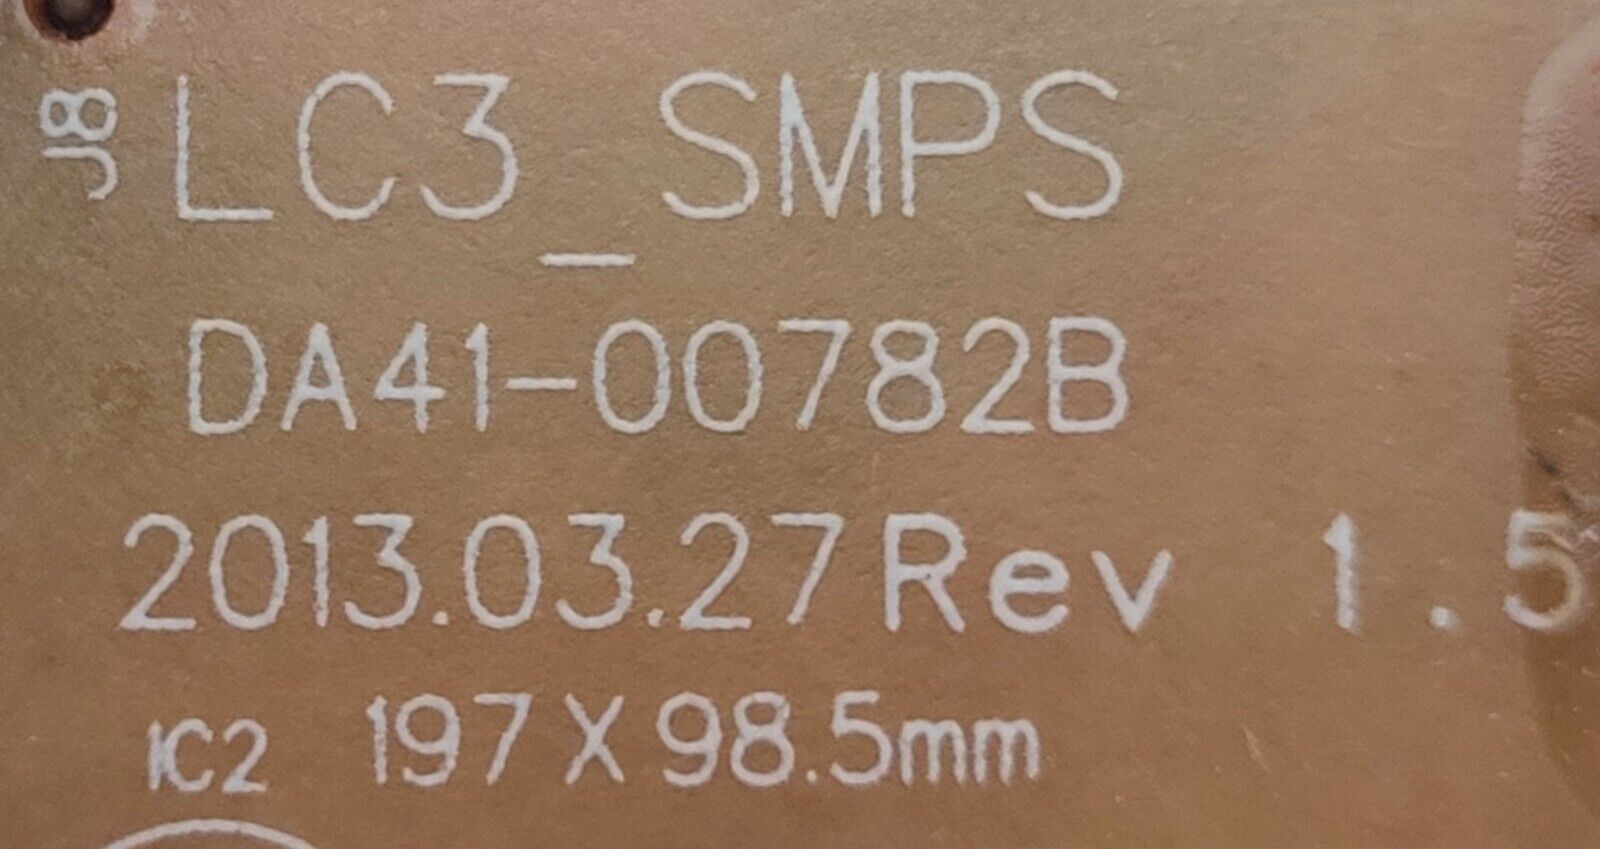 J8
LC3_SMPS
DA41-00782B
2013.03.27 Rev 1.5
IC2 197 X 98.5mm